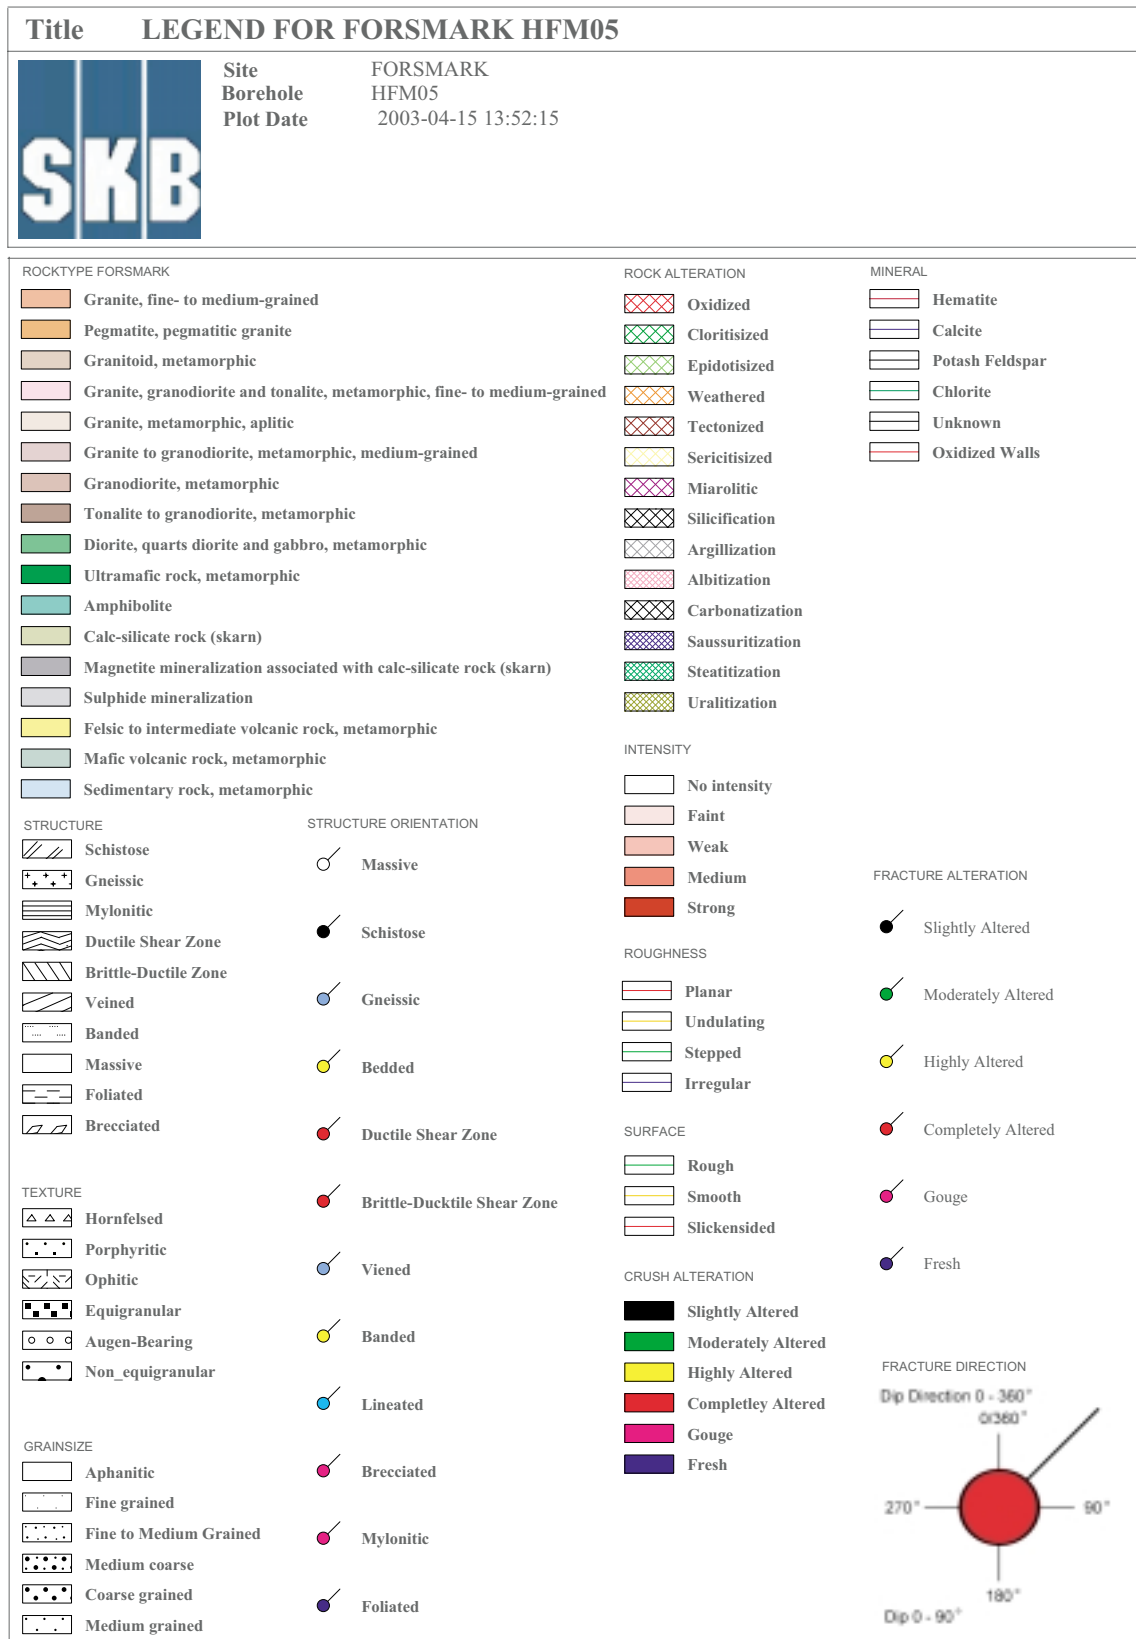 Title LEGEND FOR FORSMARK HFM05
SKB
Site FORSMARK
Borehole HFM05
Plot Date 2003-04-15 13:52:15
ROCKTYPE FORSMARK
Granite, fine- to medium-grained
Pegmatite, pegmatitic granite
Granitoid, metamorphic
Granite, granodiorite and tonalite, metamorphic, fine- to medium-grained
Granite, metamorphic, aplitic
Granite to granodiorite, metamorphic, medium-grained
Granodiorite, metamorphic
Tonalite to granodiorite, metamorphic
Diorite, quarts diorite and gabbro, metamorphic
Ultramafic rock, metamorphic
Amphibolite
Calc-silicate rock (skarn)
Magnetite mineralization associated with calc-silicate rock (skarn)
Sulphide mineralization
Felsic to intermediate volcanic rock, metamorphic
Mafic volcanic rock, metamorphic
Sedimentary rock, metamorphic
STRUCTURE
Schistose
Gneissic
Mylonitic
Ductile Shear Zone
Brittle-Ductile Zone
Veined
Banded
Massive
Foliated
Brecciated
TEXTURE
Hornfelsed
Porphyritic
Ophitic
Equigranular
Augen-Bearing
Non_equigranular
GRAINSIZE
Aphanitic
Fine grained
Fine to Medium Grained
Medium coarse
Coarse grained
Medium grained
STRUCTURE ORIENTATION
Massive
Schistose
Gneissic
Bedded
Ductile Shear Zone
Brittle-Ducktile Shear Zone
Viened
Banded
Lineated
Brecciated
Mylonitic
Foliated
ROCK ALTERATION
Oxidized
Cloritisized
Epidotisized
Weathered
Tectonized
Sericitisized
Miarolitic
Silicification
Argillization
Albitization
Carbonatization
Saussuritization
Steatitization
Uralitization
INTENSITY
No intensity
Faint
Weak
Medium
Strong
ROUGHNESS
Planar
Undulating
Stepped
Irregular
SURFACE
Rough
Smooth
Slickensided
CRUSH ALTERATION
Slightly Altered
Moderately Altered
Highly Altered
Completley Altered
Gouge
Fresh
MINERAL
Hematite
Calcite
Potash Feldspar
Chlorite
Unknown
Oxidized Walls
FRACTURE ALTERATION
Slightly Altered
Moderately Altered
Highly Altered
Completely Altered
Gouge
Fresh
FRACTURE DIRECTION
Dip Direction 0 - 360°
0/360°
270° 90°
180°
Dip 0 - 90°